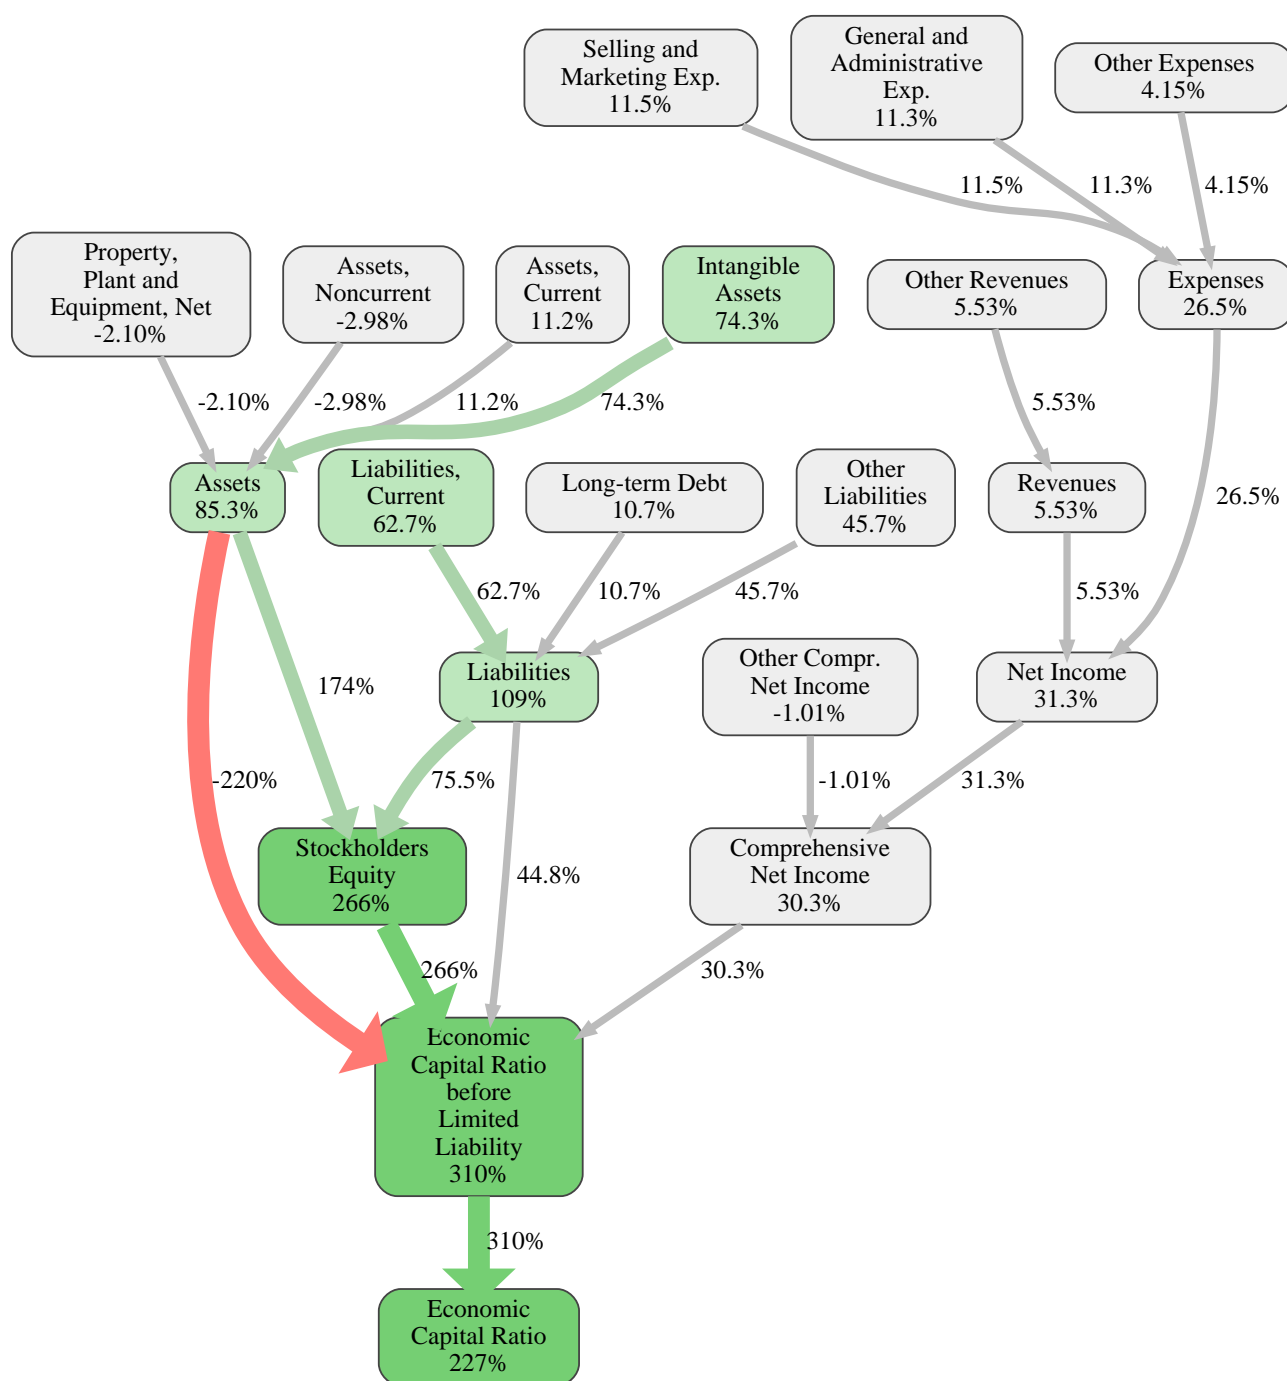 Selling and
Marketing Exp.
11.5%
General and
Administrative
Exp.
11.3%
Other Expenses
4.15%
11.5%
11.3%
4.15%
Property,
Plant and
Equipment, Net
-2.10%
Assets,
Noncurrent
-2.98%
Assets,
Current
11.2%
Intangible
Assets
74.3%
Other Revenues
5.53%
Expenses
26.5%
-2.10%
-2.98%
11.2%
74.3%
5.53%
26.5%
Assets
85.3%
Liabilities,
Current
62.7%
Long-term Debt
10.7%
Other
Liabilities
45.7%
Revenues
5.53%
62.7%
10.7%
45.7%
5.53%
Liabilities
109%
Other Compr.
Net Income
-1.01%
Net Income
31.3%
174%
-220%
75.5%
-1.01%
31.3%
Stockholders
Equity
266%
44.8%
Comprehensive
Net Income
30.3%
266%
30.3%
Economic
Capital Ratio
before
Limited
Liability
310%
310%
Economic
Capital Ratio
227%